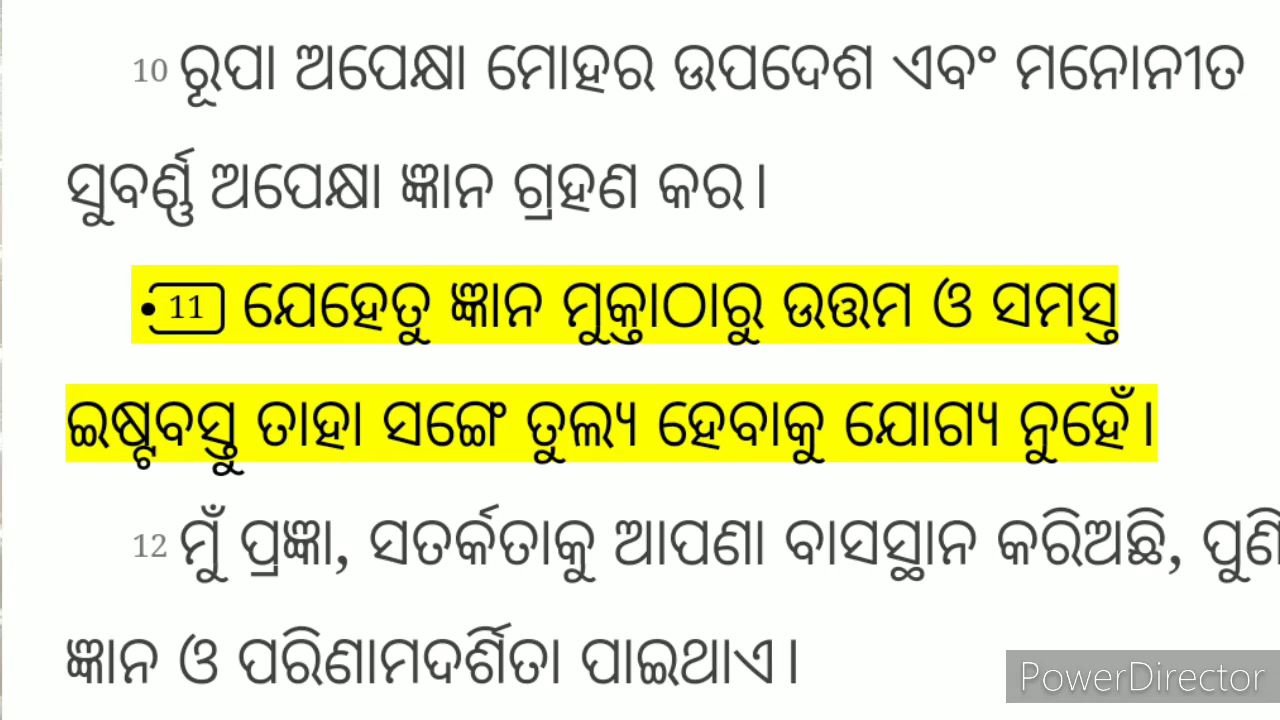 10 ରୂପା ଅପେକ୍ଷା ମୋହର ଉପଦେଶ ଏବଂ ମନୋନୀତ
ସୁବର୍ଣ୍ଣ ଅପେକ୍ଷା ଜ୍ଞାନ ଗ୍ରହଣ କର।
•11 ଯେହେତୁ ଜ୍ଞାନ ମୁକ୍ତାଠାରୁ ଉତ୍ତମ ଓ ସମସ୍ତ
ଇଷ୍ଟବସ୍ତୁ ତାହା ସଙ୍ଗେ ତୁଲ୍ୟ ହେବାକୁ ଯୋଗ୍ୟ ନୁହେଁ।
12 ମୁଁ ପ୍ରଜ୍ଞା, ସତର୍କତାକୁ ଆପଣା ବାସସ୍ଥାନ କରିଅଛି, ପୁଣି
ଜ୍ଞାନ ଓ ପରିଣାମଦର୍ଶିତା ପାଇଥାଏ।
PowerDirector